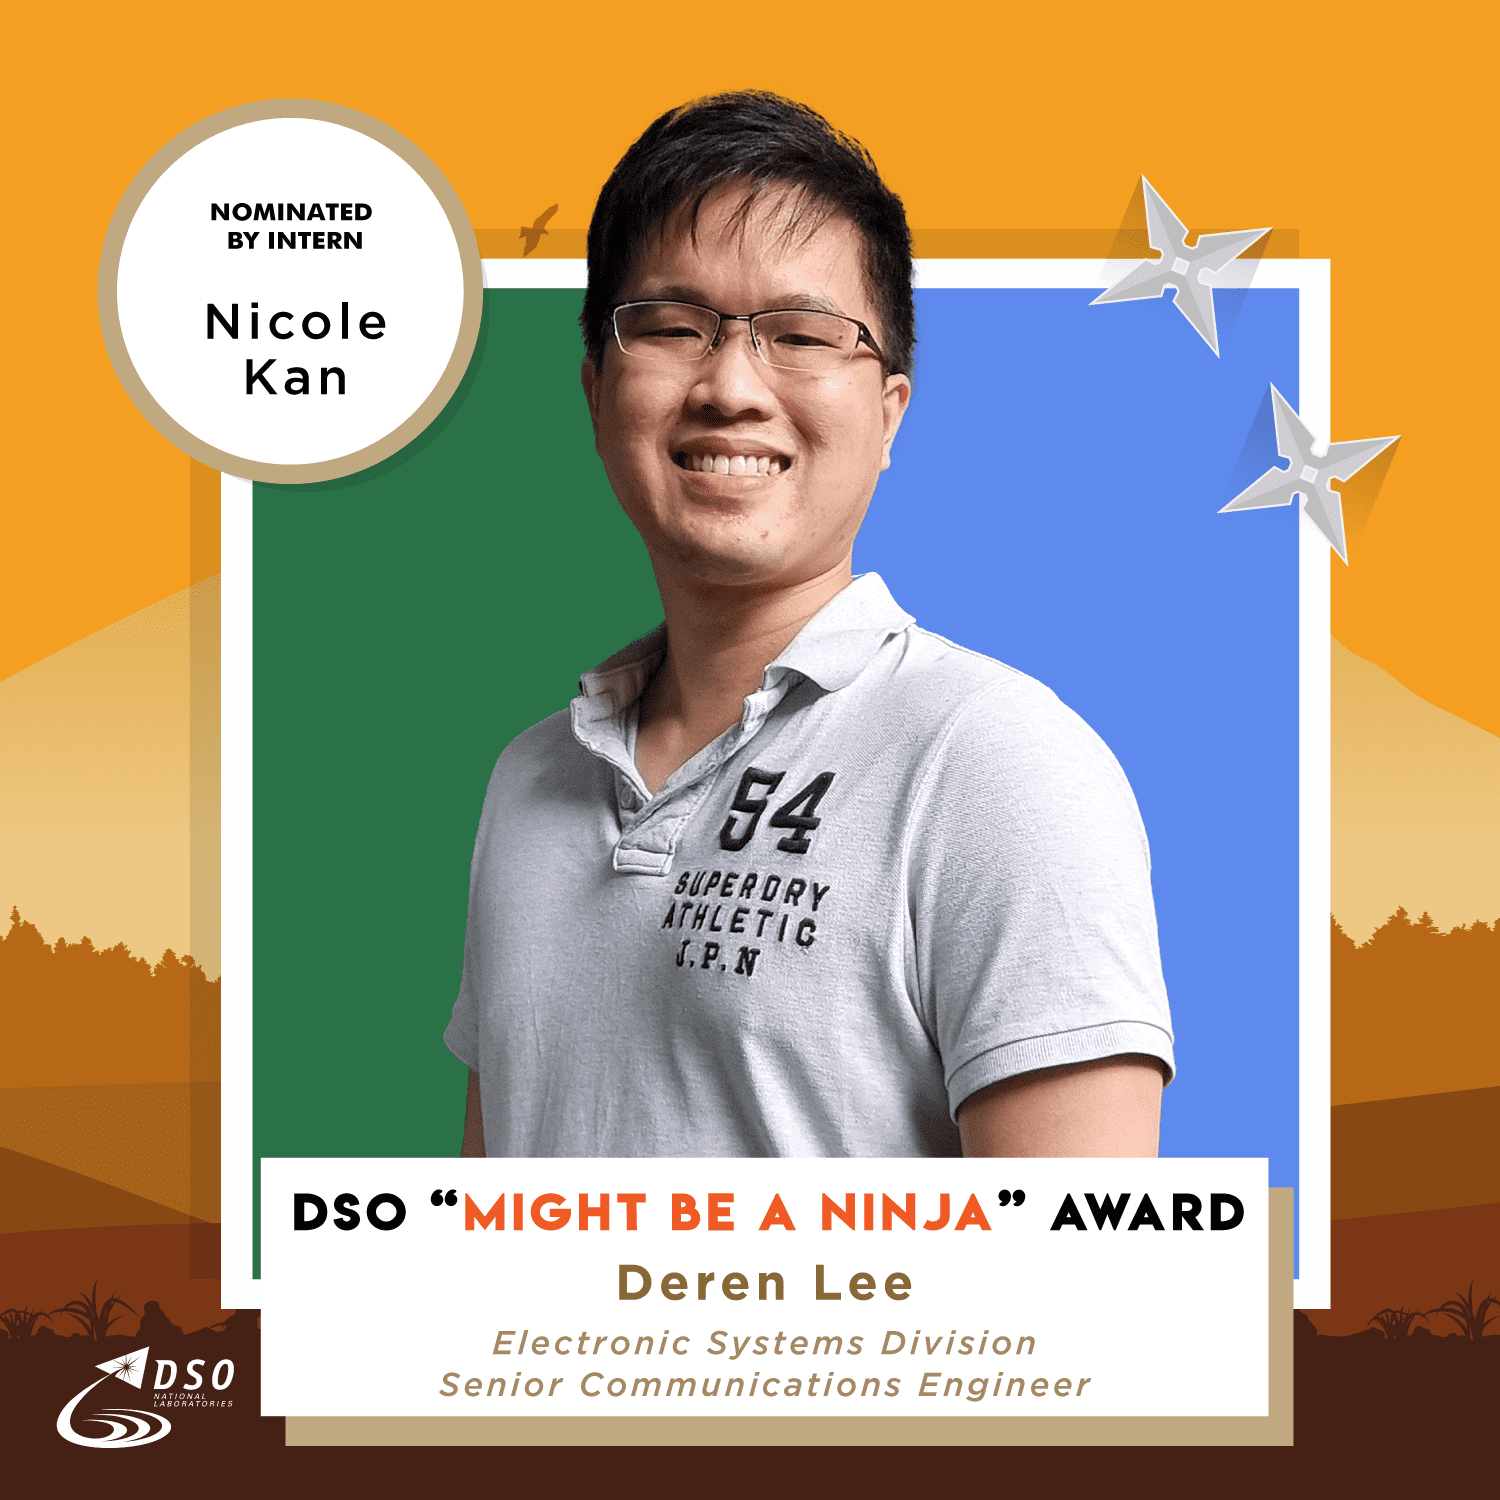 NOMINATED
BY INTERN
Nicole
Kan
54
SUPERDRY
ATHLETIC
J.P.N
DSO “MIGHT BE A NINJA” AWARD
Deren Lee
Electronic Systems Division
Senior Communications Engineer
DSO
NATIONAL
LABORATORIES